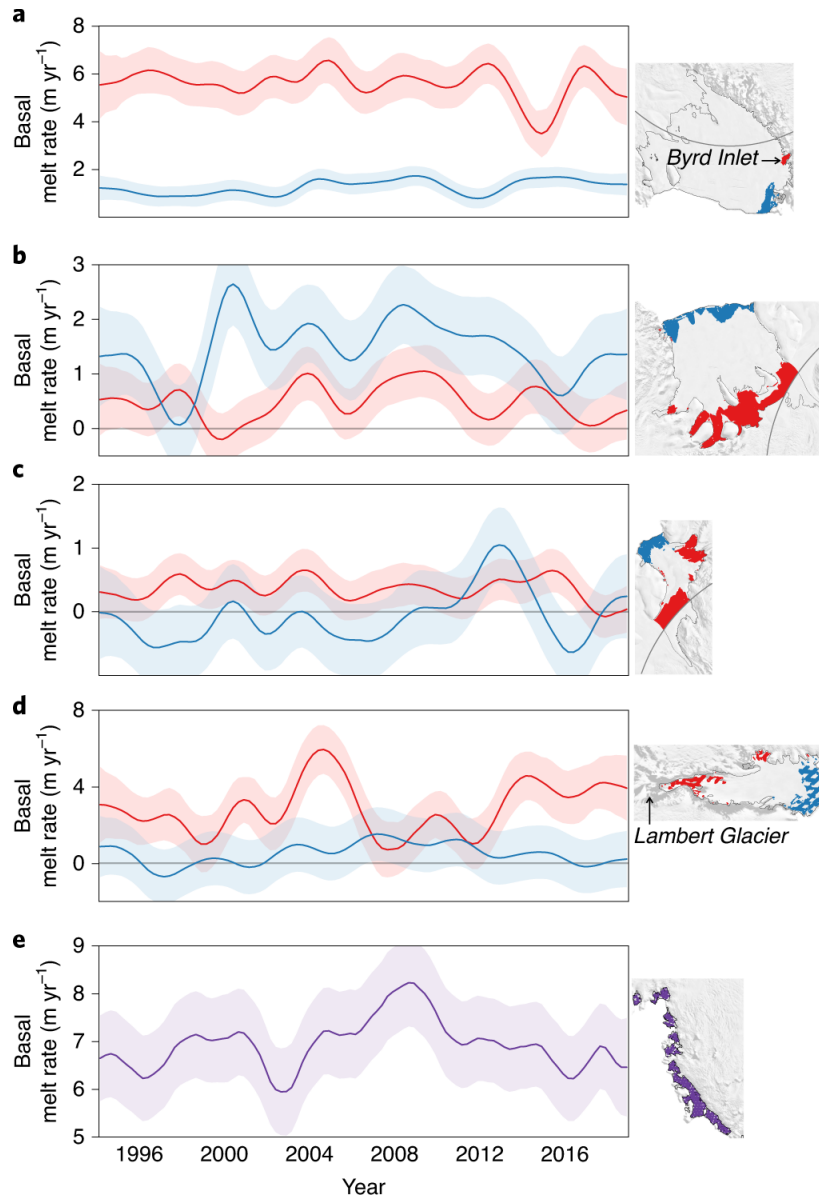 a
Basal
melt rate (m yr⁻¹)
8
6
4
2
Byrd Inlet
b
Basal
melt rate (m yr⁻¹)
3
2
1
0
c
Basal
melt rate (m yr⁻¹)
2
1
0
d
Basal
melt rate (m yr⁻¹)
8
4
0
Lambert Glacier
e
Basal
melt rate (m yr⁻¹)
9
8
7
6
5
1996 2000 2004 2008 2012 2016
Year